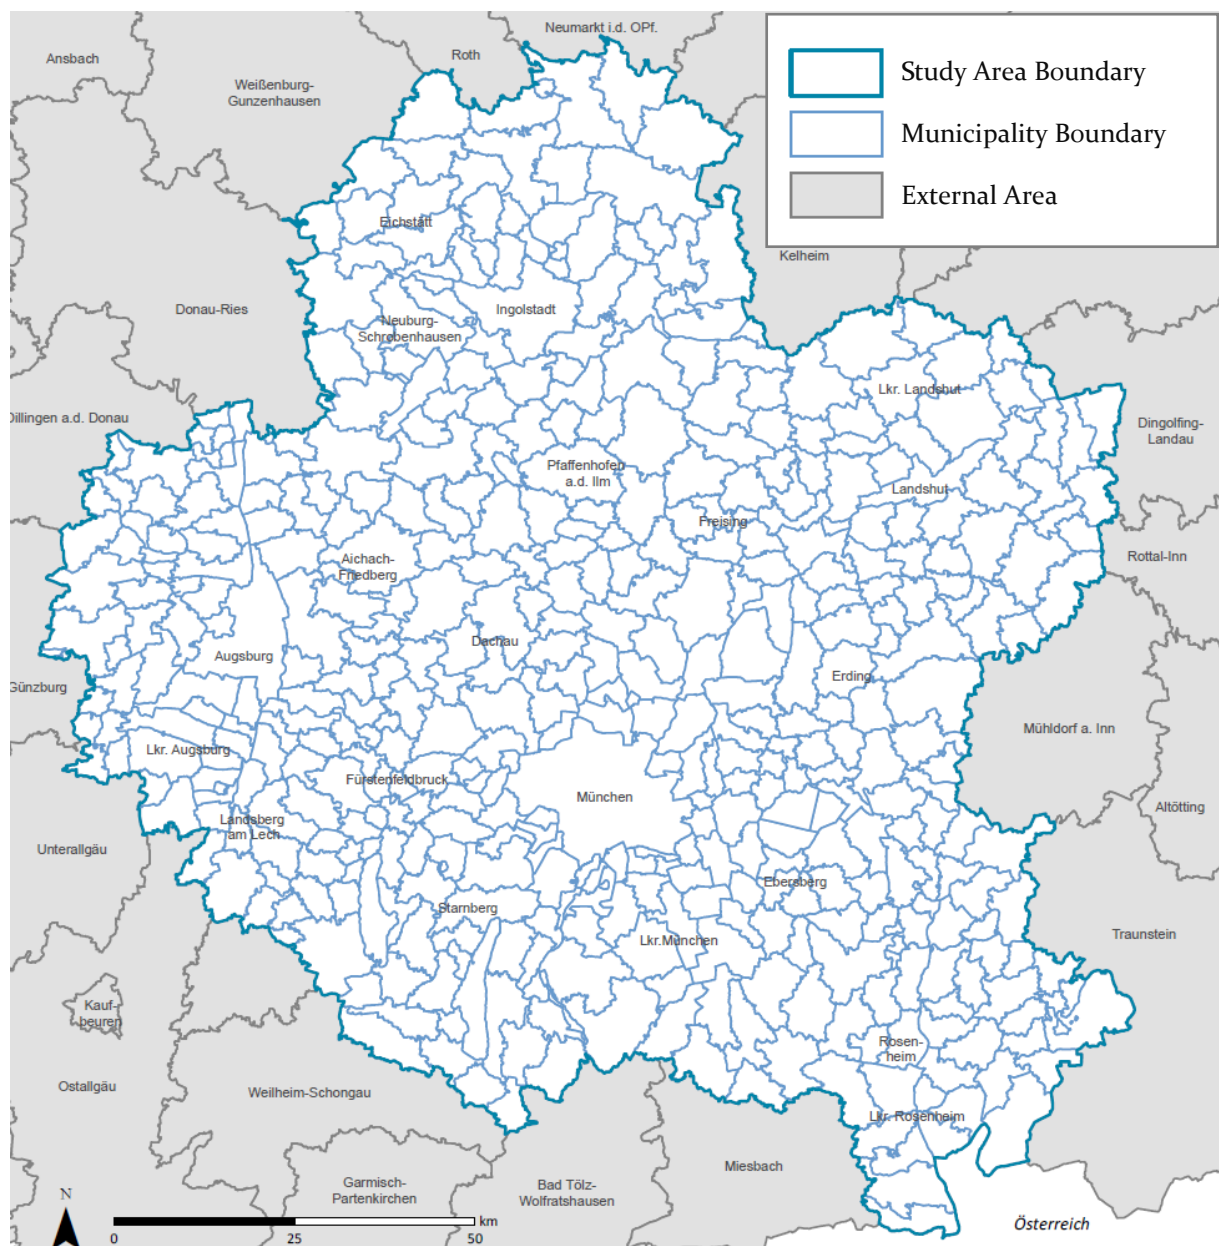 Neumarkt i.d. OPf.
Roth
Ansbach
Weißenburg-
Gunzenhausen
Study Area Boundary
Municipality Boundary
External Area
Eichstätt
Kelheim
Donau-Ries
Ingolstadt
Neuburg-
Schrobenhausen
Lkr. Landshut
Dillingen a.d. Donau
Dingolfing-
Landau
Pfaffenhofen
a.d. Ilm
Landshut
Freising
Aichach-
Friedberg
Rottal-Inn
Dachau
Augsburg
Erding
Günzburg
Mühldorf a. Inn
Lkr. Augsburg
Fürstenfeldbruck
München
Altötting
Landsberg
am Lech
Unterallgäu
Ebersberg
Starnberg
Lkr.München
Traunstein
Kauf-
beuren
Rosen-
heim
Ostallgäu
Weilheim-Schongau
Lkr. Rosenheim
Miesbach
Garmisch-
Partenkirchen
Bad Tölz-
Wolfratshausen
Österreich
N
km
0
25
50